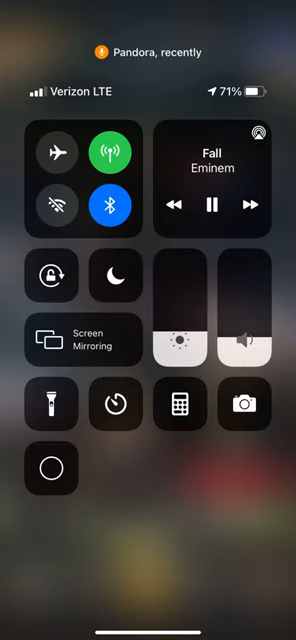 Pandora, recently
Verizon LTE
71%
Fall
Eminem
Screen
Mirroring